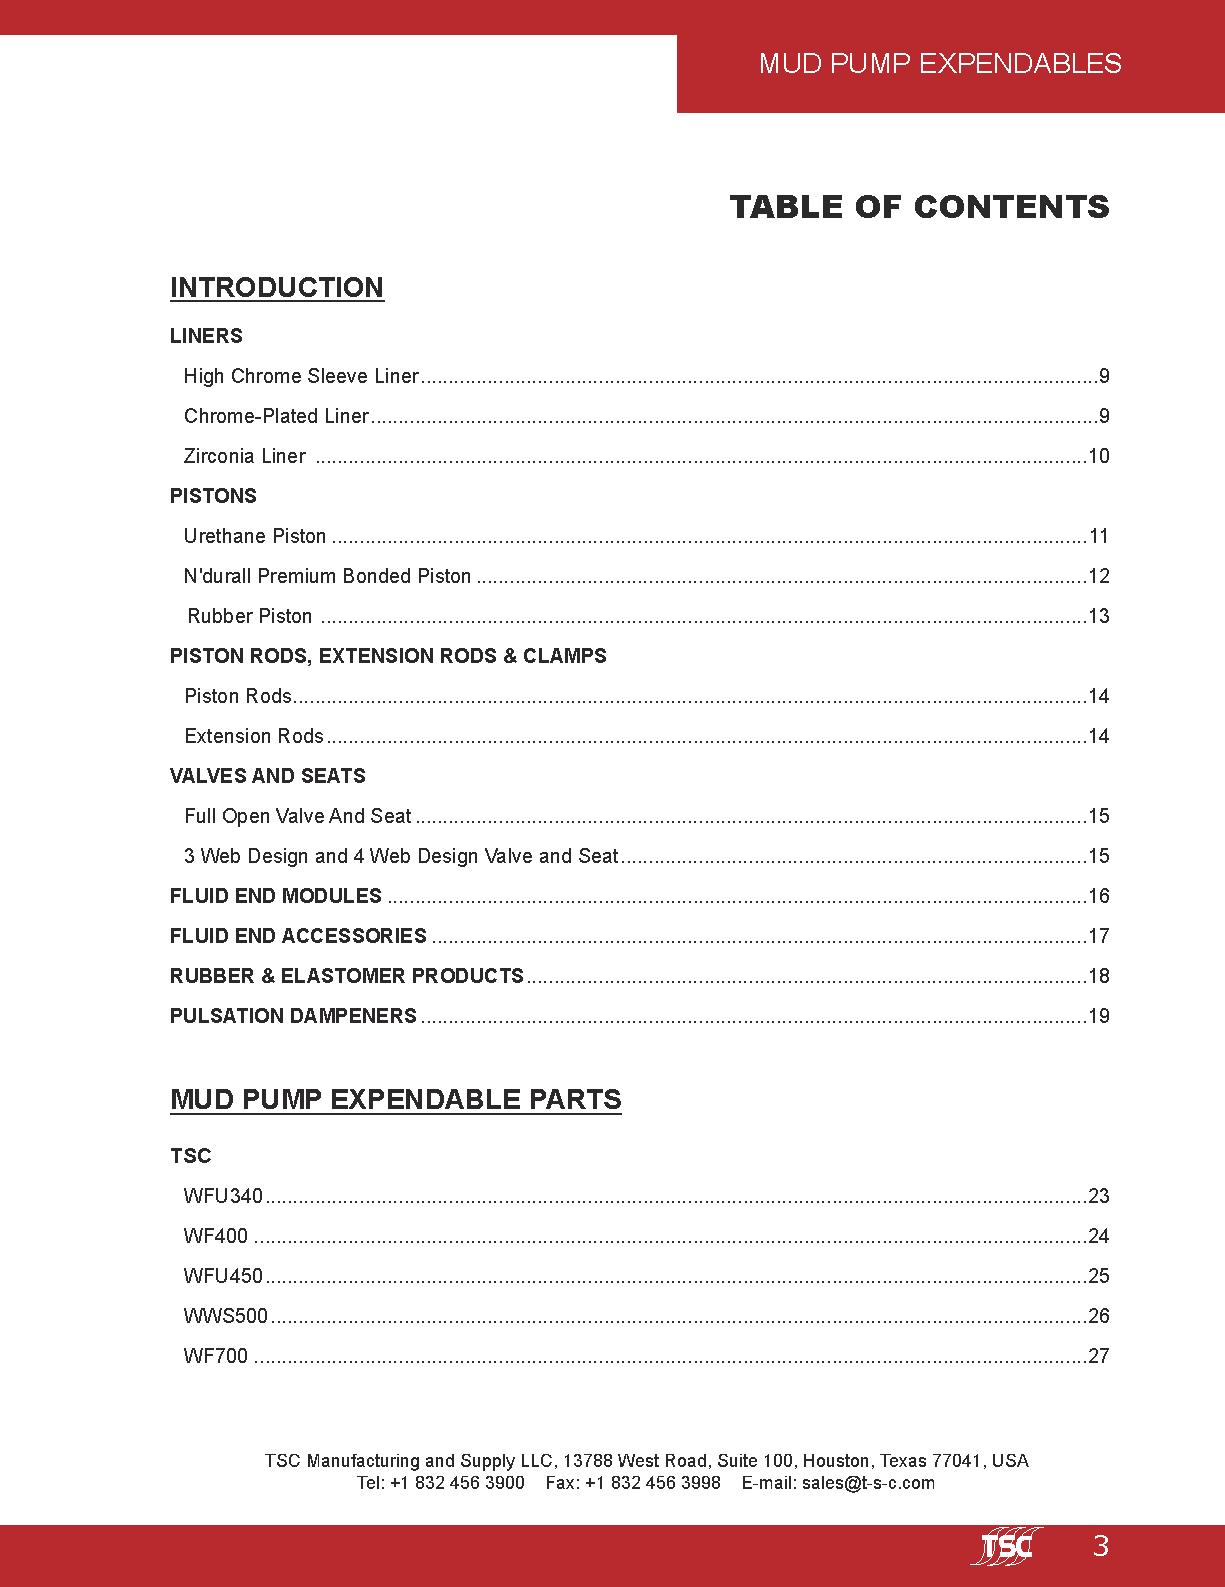 MUD PUMP EXPENDABLES
TABLE OF CONTENTS
INTRODUCTION
LINERS
High Chrome Sleeve Liner........................................................................................................................9
Chrome-Plated Liner.................................................................................................................................9
Zirconia Liner .........................................................................................................................................10
PISTONS
Urethane Piston ......................................................................................................................................11
N'durall Premium Bonded Piston ............................................................................................................12
Rubber Piston ........................................................................................................................................13
PISTON RODS, EXTENSION RODS & CLAMPS
Piston Rods.............................................................................................................................................14
Extension Rods.......................................................................................................................................14
VALVES AND SEATS
Full Open Valve And Seat .......................................................................................................................15
3 Web Design and 4 Web Design Valve and Seat...................................................................................15
FLUID END MODULES ............................................................................................................................16
FLUID END ACCESSORIES ....................................................................................................................17
RUBBER & ELASTOMER PRODUCTS...................................................................................................18
PULSATION DAMPENERS ......................................................................................................................19
MUD PUMP EXPENDABLE PARTS
TSC
WFU340..................................................................................................................................................23
WF400 ....................................................................................................................................................24
WFU450..................................................................................................................................................25
WWS500.................................................................................................................................................26
WF700 ....................................................................................................................................................27
TSC Manufacturing and Supply LLC, 13788 West Road, Suite 100, Houston, Texas 77041, USA
Tel: +1 832 456 3900 Fax: +1 832 456 3998 E-mail: sales@t-s-c.com
TSC 3